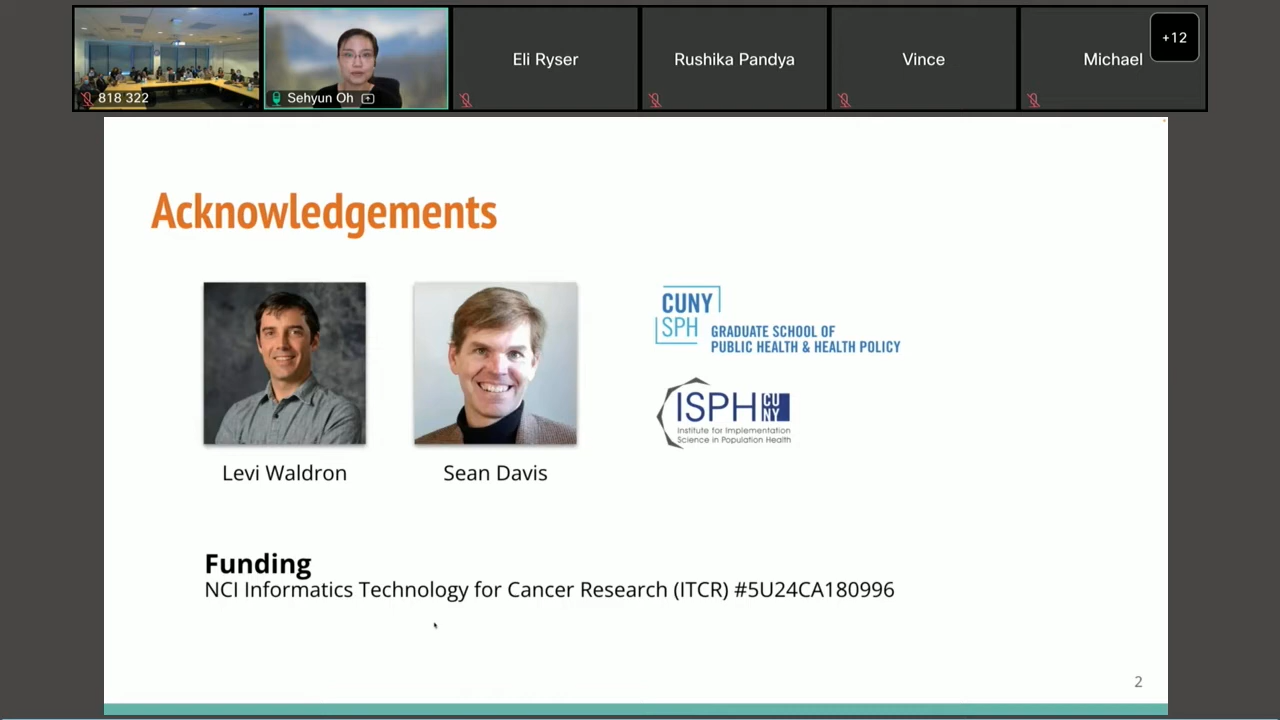 818 322
Sehyun Oh
Eli Ryser
Rushika Pandya
Vince
Michael
+12
Acknowledgements
CUNY
SPH
GRADUATE SCHOOL OF
PUBLIC HEALTH & HEALTH POLICY
ISPH CU
NY
Institute for Implementation
Science in Population Health
Levi Waldron
Sean Davis
Funding
NCI Informatics Technology for Cancer Research (ITCR) #5U24CA180996
2